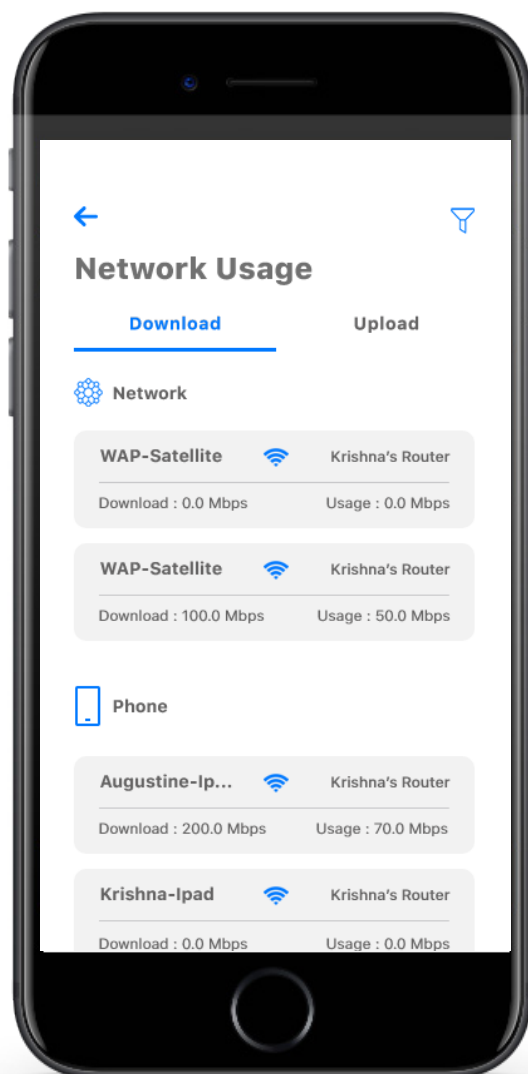 Network Usage
Download Upload
Network
WAP-Satellite Krishna's Router
Download : 0.0 Mbps Usage : 0.0 Mbps
WAP-Satellite Krishna's Router
Download : 100.0 Mbps Usage : 50.0 Mbps
Phone
Augustine-Ip... Krishna's Router
Download : 200.0 Mbps Usage : 70.0 Mbps
Krishna-Ipad Krishna's Router
Download : 0.0 Mbps Usage : 0.0 Mbps